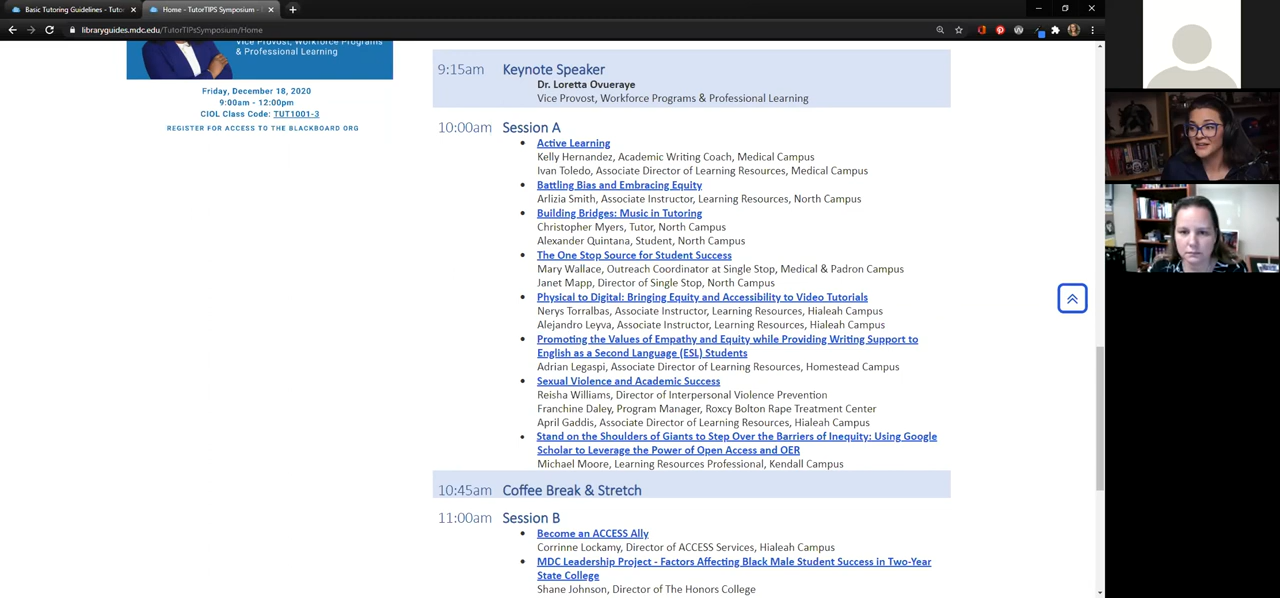 Basic Tutoring Guidelines - Tuto
Home - TutorTIPS Symposium -
libraryguides.mdc.edu/TutorTIPsSymposium/Home
Vice Provost, Workforce Programs
& Professional Learning
Friday, December 18, 2020
9:00am - 12:00pm
CIOL Class Code: TUT1001-3
REGISTER FOR ACCESS TO THE BLACKBOARD ORG
9:15am Keynote Speaker
Dr. Loretta Ovueraye
Vice Provost, Workforce Programs & Professional Learning
10:00am Session A
Active Learning
Kelly Hernandez, Academic Writing Coach, Medical Campus
Ivan Toledo, Associate Director of Learning Resources, Medical Campus
Battling Bias and Embracing Equity
Arlizia Smith, Associate Instructor, Learning Resources, North Campus
Building Bridges: Music in Tutoring
Christopher Myers, Tutor, North Campus
Alexander Quintana, Student, North Campus
The One Stop Source for Student Success
Mary Wallace, Outreach Coordinator at Single Stop, Medical & Padron Campus
Janet Mapp, Director of Single Stop, North Campus
Physical to Digital: Bringing Equity and Accessibility to Video Tutorials
Nerys Torralbas, Associate Instructor, Learning Resources, Hialeah Campus
Alejandro Leyva, Associate Instructor, Learning Resources, Hialeah Campus
Promoting the Values of Empathy and Equity while Providing Writing Support to
English as a Second Language (ESL) Students
Adrian Legaspi, Associate Director of Learning Resources, Homestead Campus
Sexual Violence and Academic Success
Reisha Williams, Director of Interpersonal Violence Prevention
Franchine Daley, Program Manager, Roxcy Bolton Rape Treatment Center
April Gaddis, Associate Director of Learning Resources, Hialeah Campus
Stand on the Shoulders of Giants to Step Over the Barriers of Inequity: Using Google
Scholar to Leverage the Power of Open Access and OER
Michael Moore, Learning Resources Professional, Kendall Campus
10:45am Coffee Break & Stretch
11:00am Session B
Become an ACCESS Ally
Corrinne Lockamy, Director of ACCESS Services, Hialeah Campus
MDC Leadership Project - Factors Affecting Black Male Student Success in Two-Year
State College
Shane Johnson, Director of The Honors College